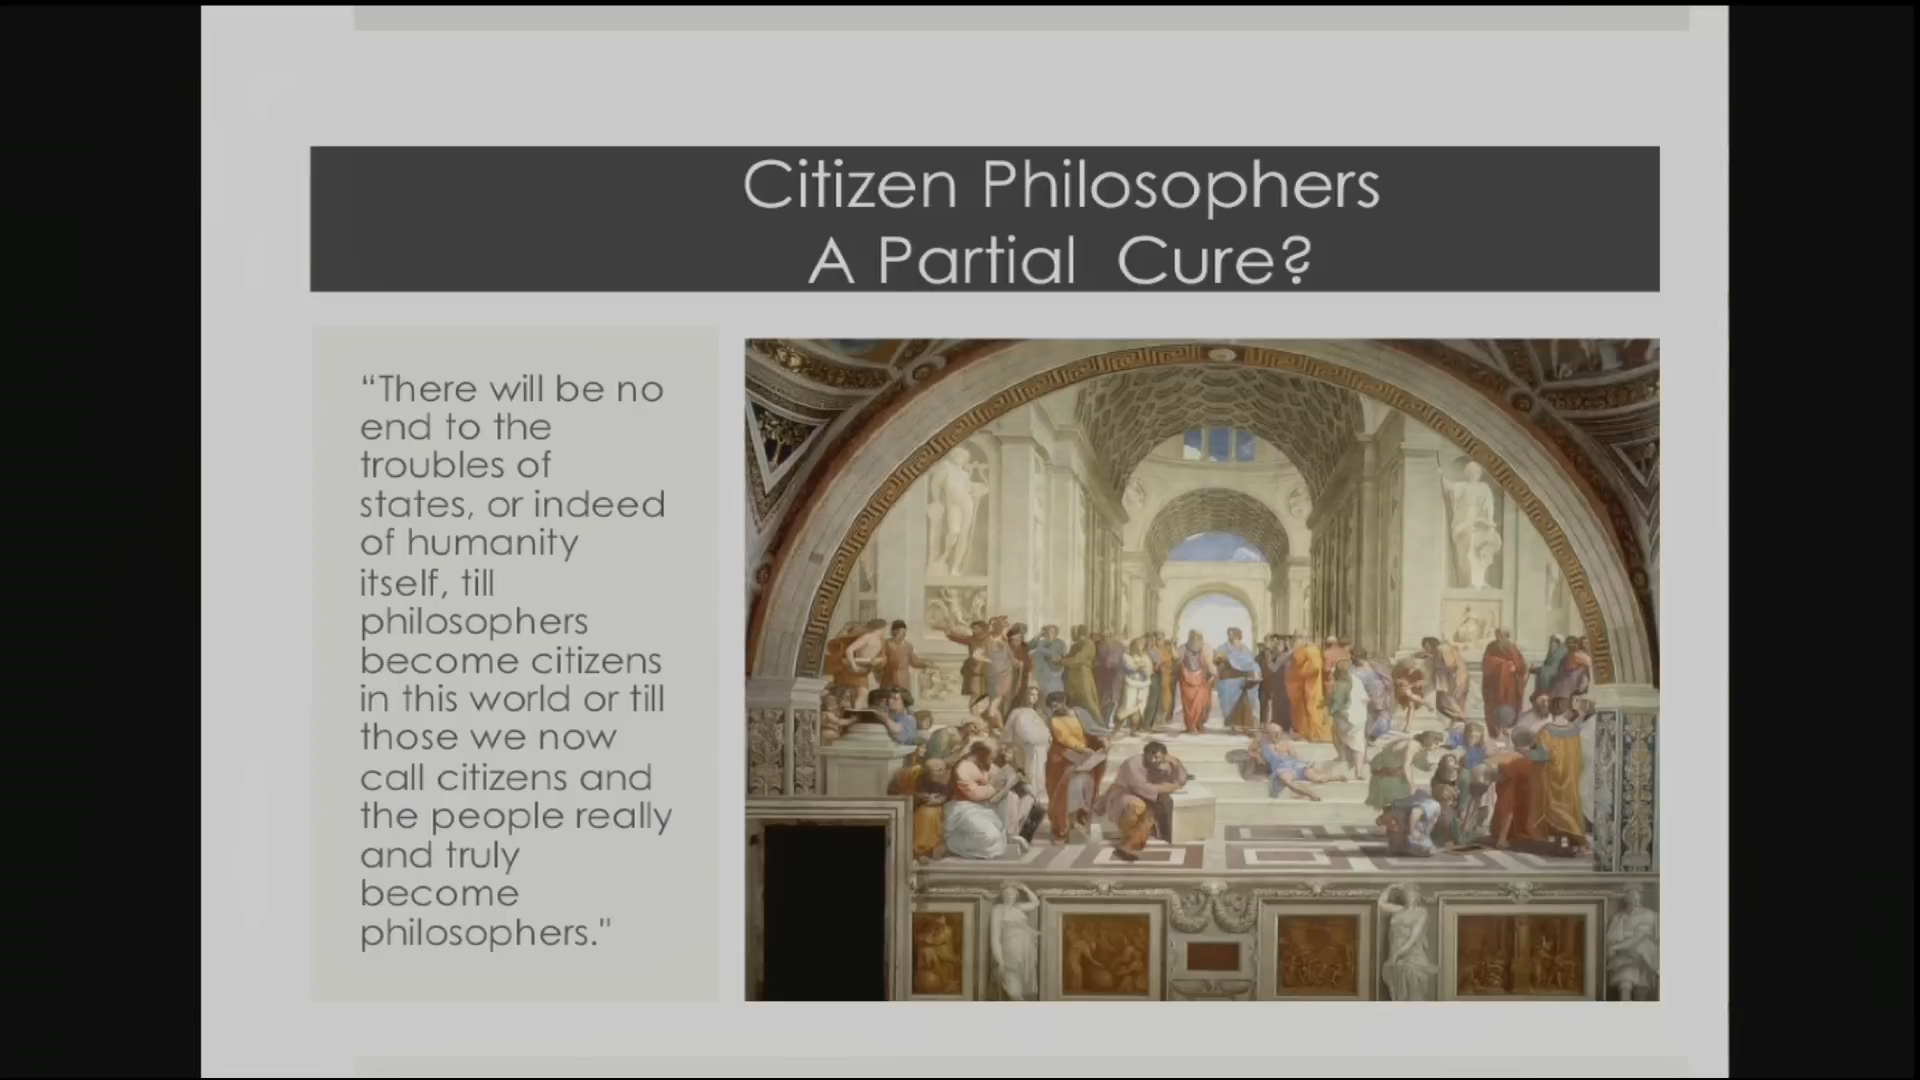 Citizen Philosophers
A Partial Cure?
“There will be no
end to the
troubles of
states, or indeed
of humanity
itself, till
philosophers
become citizens
in this world or till
those we now
call citizens and
the people really
and truly
become
philosophers."